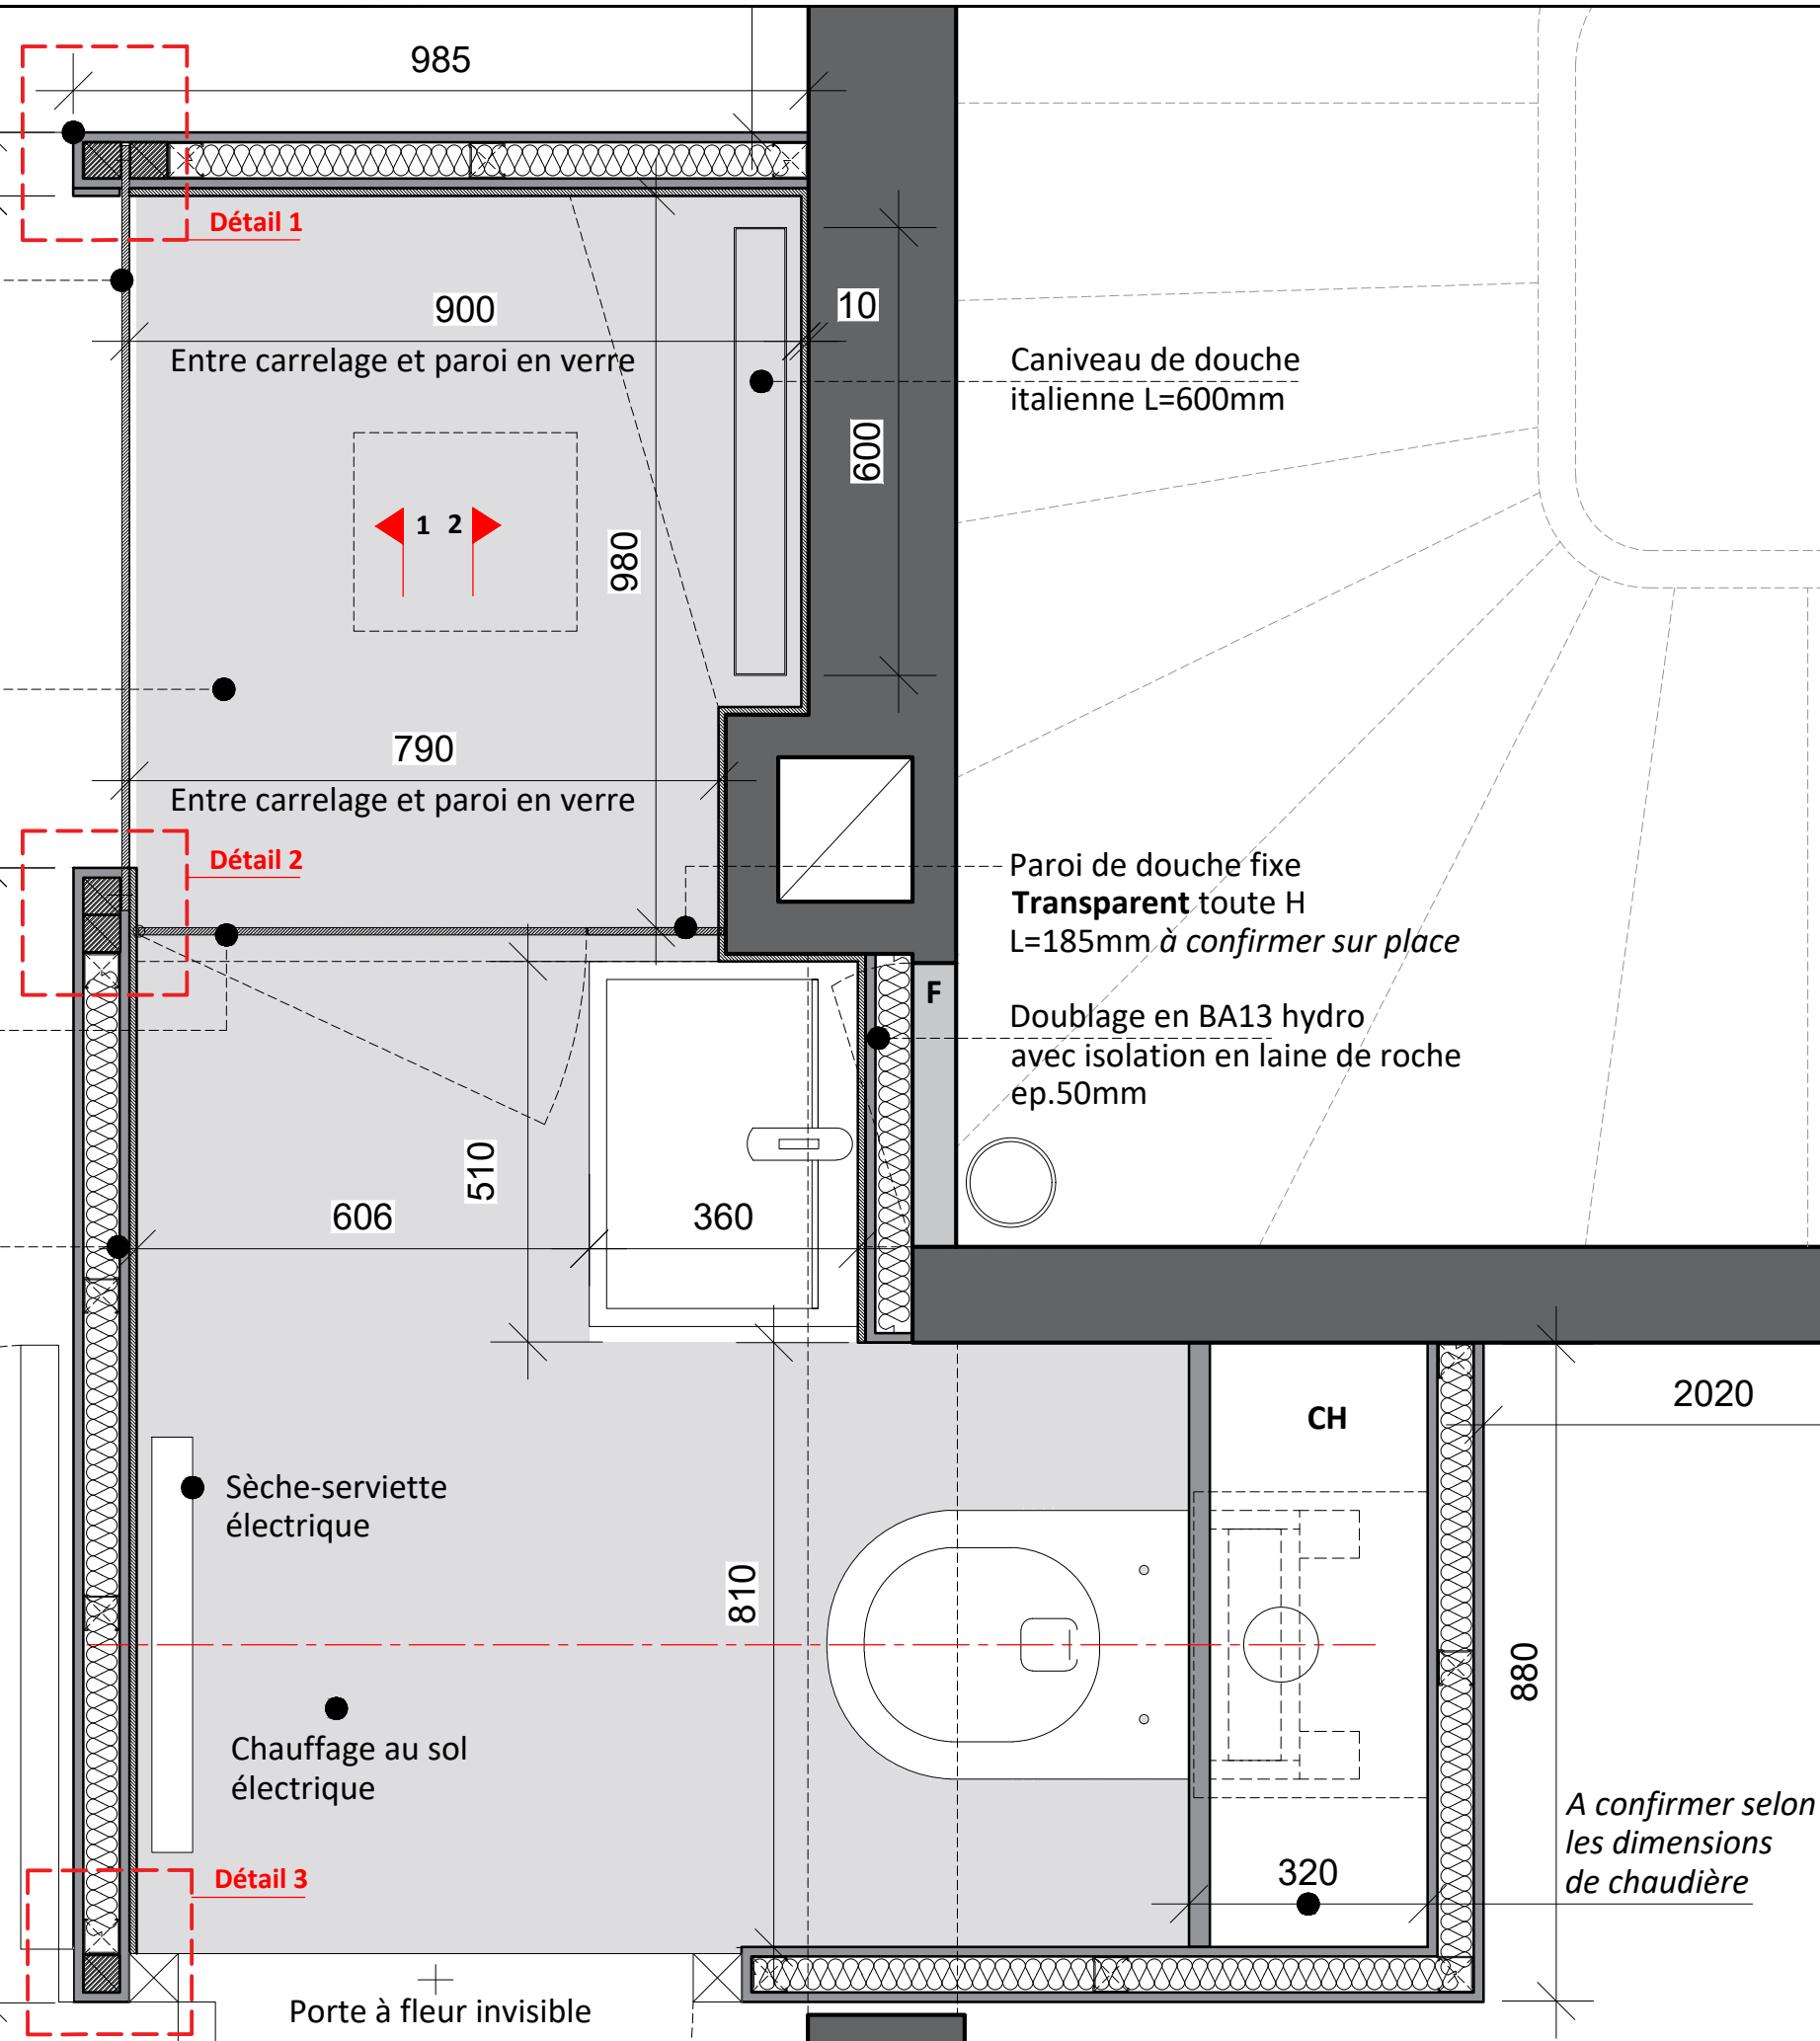 985
Détail 1
900
10
Entre carrelage et paroi en verre
Caniveau de douche
italienne L=600mm
600
1 2
980
790
Entre carrelage et paroi en verre
Détail 2
Paroi de douche fixe
Transparent toute H
L=185mm à confirmer sur place
F
Doublage en BA13 hydro
avec isolation en laine de roche
ep.50mm
510
606
360
2020
CH
Sèche-serviette
électrique
810
880
Chauffage au sol
électrique
A confirmer selon
les dimensions
de chaudière
Détail 3
320
Porte à fleur invisible